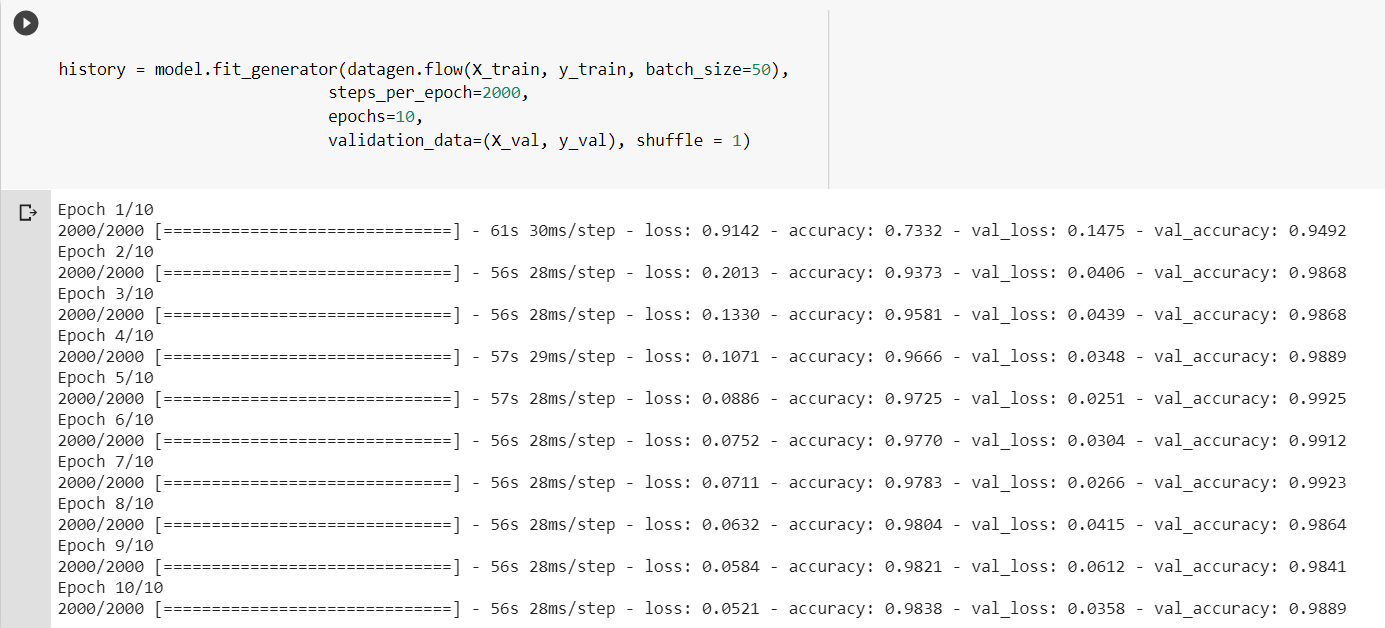 history = model.fit_generator(datagen.flow(X_train, y_train, batch_size=50),
steps_per_epoch=2000,
epochs=10,
validation_data=(X_val, y_val), shuffle = 1)
Epoch 1/10
2000/2000 [==============================] - 61s 30ms/step - loss: 0.9142 - accuracy: 0.7332 - val_loss: 0.1475 - val_accuracy: 0.9492
Epoch 2/10
2000/2000 [==============================] - 56s 28ms/step - loss: 0.2013 - accuracy: 0.9373 - val_loss: 0.0406 - val_accuracy: 0.9868
Epoch 3/10
2000/2000 [==============================] - 56s 28ms/step - loss: 0.1330 - accuracy: 0.9581 - val_loss: 0.0439 - val_accuracy: 0.9868
Epoch 4/10
2000/2000 [==============================] - 57s 29ms/step - loss: 0.1071 - accuracy: 0.9666 - val_loss: 0.0348 - val_accuracy: 0.9889
Epoch 5/10
2000/2000 [==============================] - 57s 28ms/step - loss: 0.0886 - accuracy: 0.9725 - val_loss: 0.0251 - val_accuracy: 0.9925
Epoch 6/10
2000/2000 [==============================] - 56s 28ms/step - loss: 0.0752 - accuracy: 0.9770 - val_loss: 0.0304 - val_accuracy: 0.9912
Epoch 7/10
2000/2000 [==============================] - 56s 28ms/step - loss: 0.0711 - accuracy: 0.9783 - val_loss: 0.0266 - val_accuracy: 0.9923
Epoch 8/10
2000/2000 [==============================] - 56s 28ms/step - loss: 0.0632 - accuracy: 0.9804 - val_loss: 0.0415 - val_accuracy: 0.9864
Epoch 9/10
2000/2000 [==============================] - 56s 28ms/step - loss: 0.0584 - accuracy: 0.9821 - val_loss: 0.0612 - val_accuracy: 0.9841
Epoch 10/10
2000/2000 [==============================] - 56s 28ms/step - loss: 0.0521 - accuracy: 0.9838 - val_loss: 0.0358 - val_accuracy: 0.9889